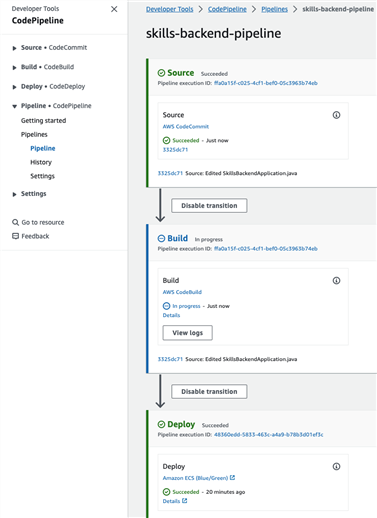 Developer Tools
CodePipeline
Source • CodeCommit
Build • CodeBuild
Deploy • CodeDeploy
Pipeline • CodePipeline
Getting started
Pipelines
Pipeline
History
Settings
Settings
Go to resource
Feedback
Developer Tools > CodePipeline > Pipelines > skills-backend-pipeline
skills-backend-pipeline
Source Succeeded
Pipeline execution ID: ffa0a15f-c025-4cf1-bef0-05c3963b74eb
Source
AWS CodeCommit
Succeeded - Just now
3325dc71
3325dc71 Source: Edited SkillsBackendApplication.java
Disable transition
Build In progress
Pipeline execution ID: ffa0a15f-c025-4cf1-bef0-05c3963b74eb
Build
AWS CodeBuild
In progress - Just now
Details
View logs
3325dc71 Source: Edited SkillsBackendApplication.java
Disable transition
Deploy Succeeded
Pipeline execution ID: 48360edd-5833-463c-a4a9-b78b3d01ef3c
Deploy
Amazon ECS (Blue/Green)
Succeeded - 20 minutes ago
Details